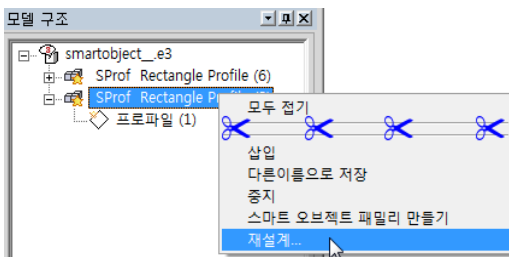 모델 구조
smartobject__.e3
SProf Rectangle Profile (6)
SProf Rectangle
프로파일 (1)
모두 접기
삽입
다른이름으로 저장
중지
스마트 오브젝트 패밀리 만들기
재설계...